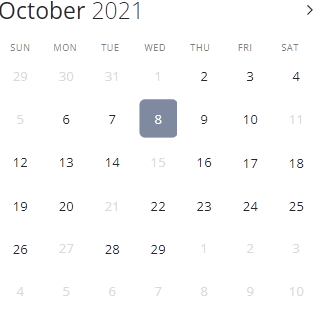 October 2021
SUN MON TUE WED THU FRI SAT
29 30 31 1 2 3 4
5 6 7 8 9 10 11
12 13 14 15 16 17 18
19 20 21 22 23 24 25
26 27 28 29 1 2 3
4 5 6 7 8 9 10